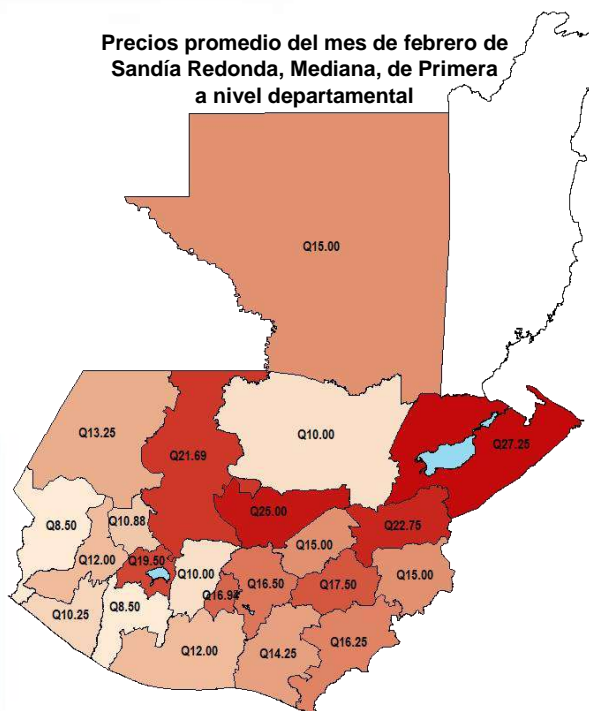 Precios promedio del mes de febrero de
Sandía Redonda, Mediana, de Primera
a nivel departamental
Q15.00
Q13.25
Q21.69
Q10.00
Q27.25
Q8.50
Q10.88
Q25.00
Q22.75
Q12.00
Q19.50
Q10.00
Q15.00
Q16.50
Q17.50
Q15.00
Q10.25
Q8.50
Q16.94
Q12.00
Q14.25
Q16.25